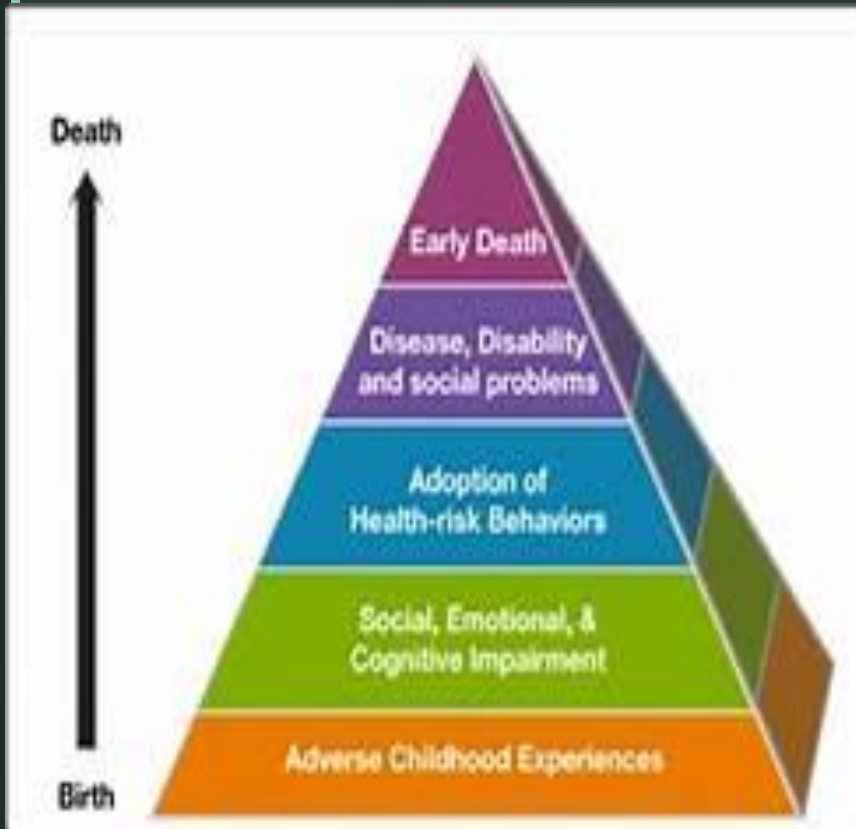 Death
Early Death
Disease, Disability
and social problems
Adoption of
Health-risk Behaviors
Social, Emotional, &
Cognitive Impairment
Adverse Childhood Experiences
Birth